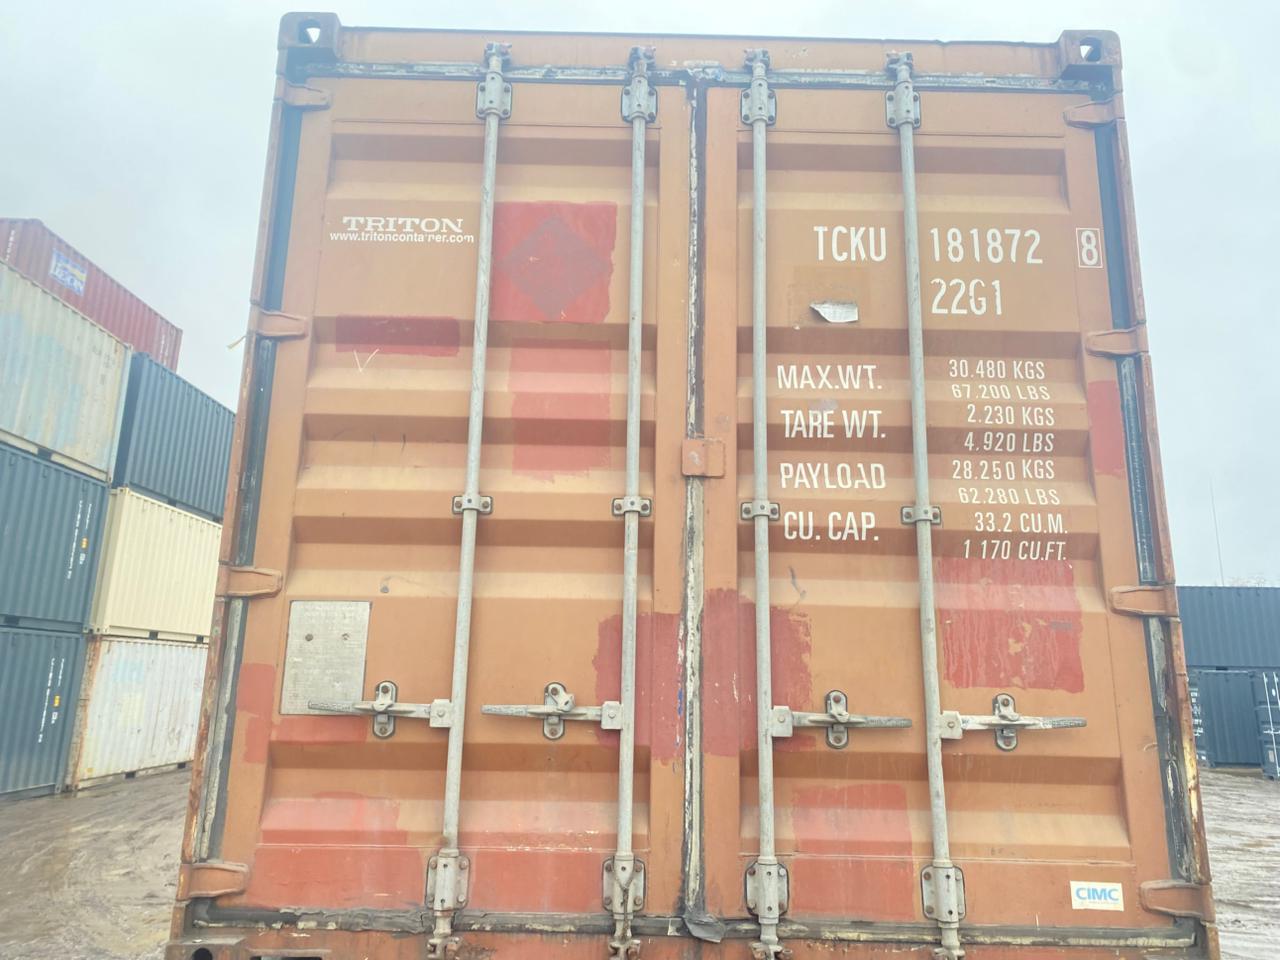 TRITON
www.tritoncontainer.com
TCKU 181872 8
22G1
MAX.WT. 30.480 KGS
67.200 LBS
TARE WT. 2.230 KGS
4.920 LBS
PAYLOAD 28.250 KGS
62.280 LBS
CU. CAP. 33.2 CU.M.
1 170 CU.FT.
CIMC